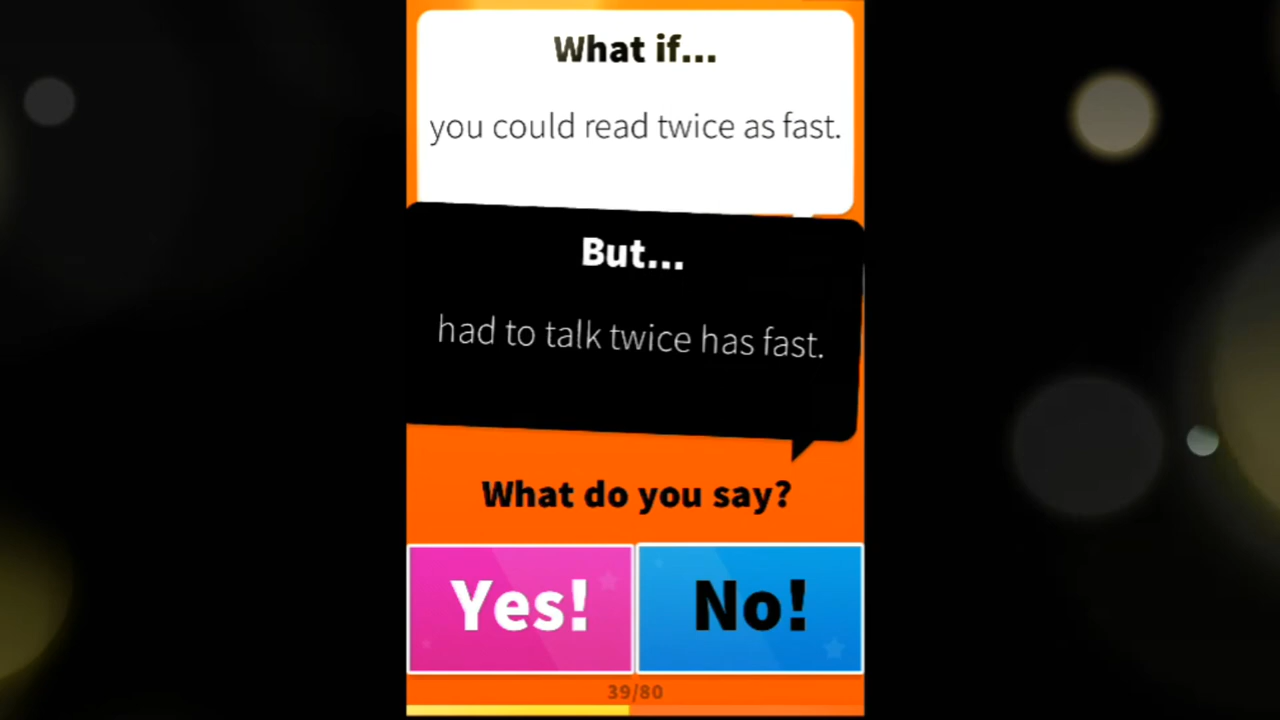 What if...
you could read twice as fast.
But...
had to talk twice has fast.
What do you say?
Yes!
No!
39/80